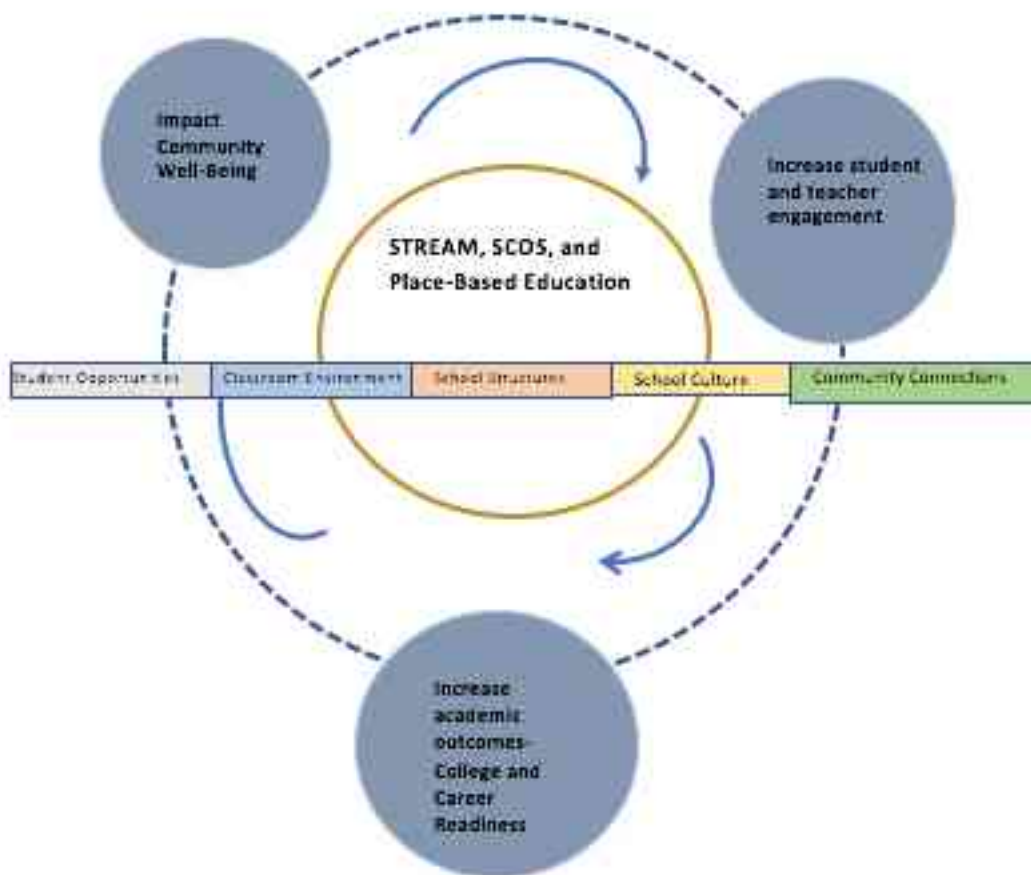 Impact
Community
Well-Being
Increase student
and teacher
engagement
STREAM, SCOS, and
Place-Based Education
Student Opportunities
Classroom Environment
School Structures
School Culture
Community Connections
Increase
academic
outcomes-
College and
Career
Readiness